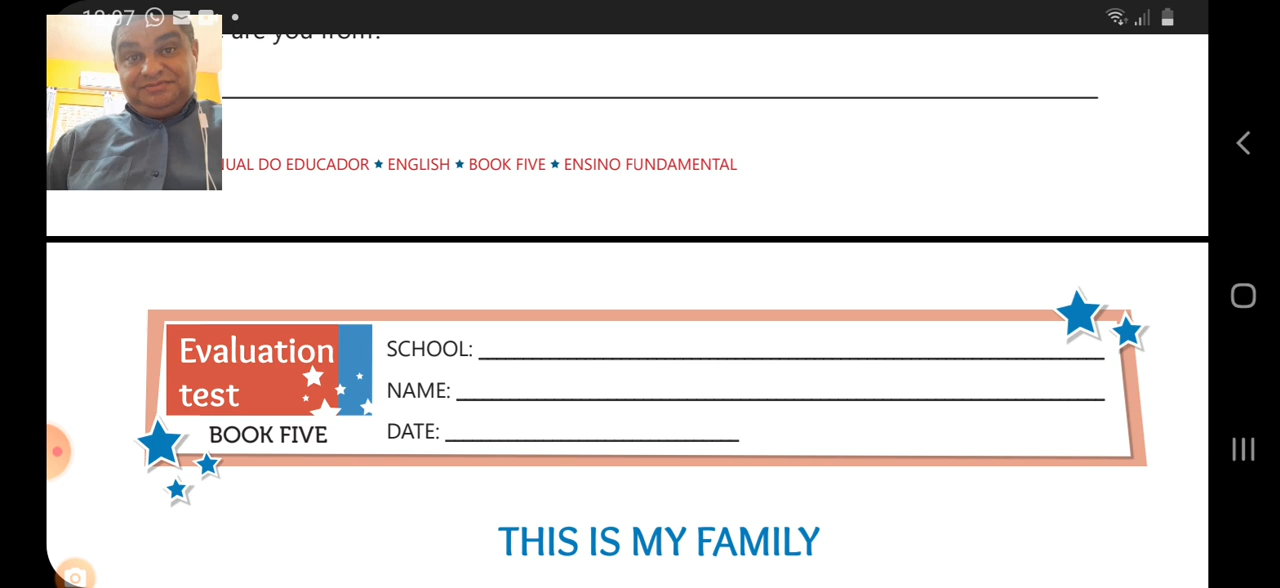 are you from?
UAL DO EDUCADOR ★ ENGLISH ★ BOOK FIVE ★ ENSINO FUNDAMENTAL
Evaluation
test
BOOK FIVE
SCHOOL:
NAME:
DATE:
THIS IS MY FAMILY